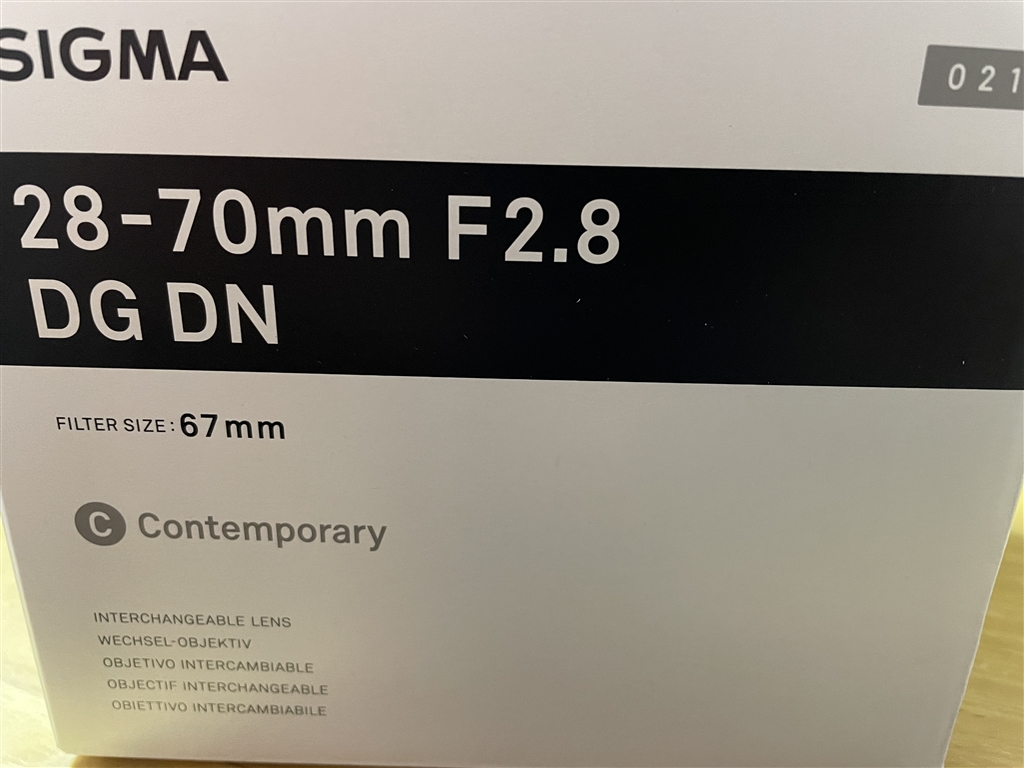 SIGMA
021
28-70mm F2.8
DG DN
FILTER SIZE: 67mm
C Contemporary
INTERCHANGEABLE LENS
WECHSEL-OBJEKTIV
OBJETIVO INTERCAMBIABLE
OBJECTIF INTERCHANGEABLE
OBIETTIVO INTERCAMBIABILE